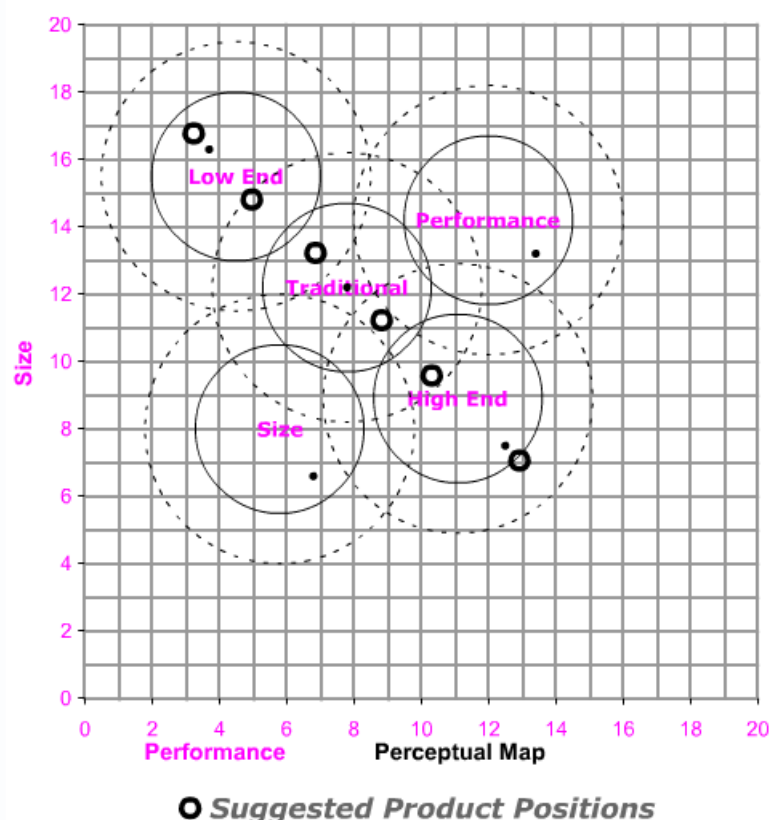 20
18
16
14
12
10
8
6
4
2
0
Size
Low End
Performance
Traditional
High End
Size
0 2 4 6 8 10 12 14 16 18 20
Performance Perceptual Map
Suggested Product Positions